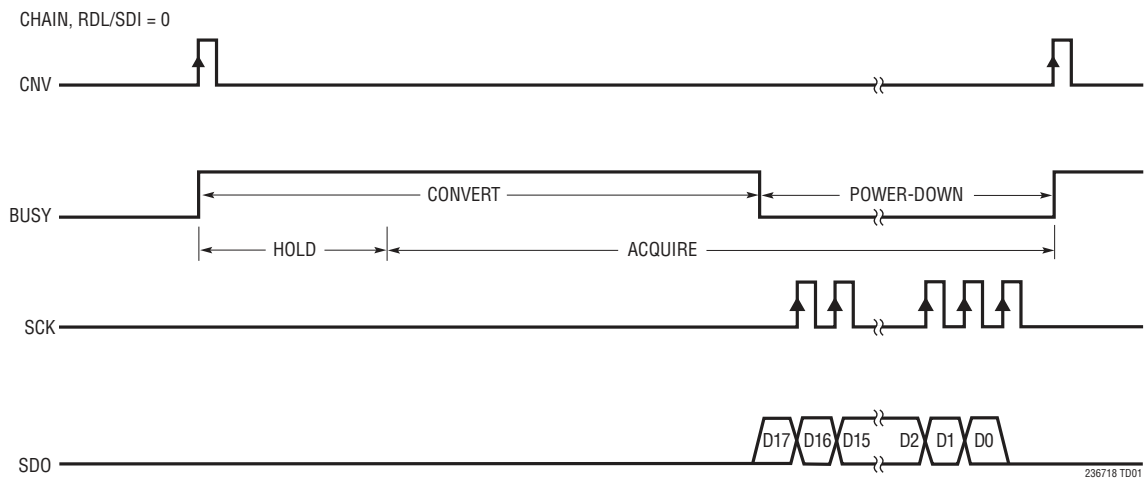 CHAIN, RDL/SDI = 0
CNV
CONVERT
POWER-DOWN
BUSY
HOLD
ACQUIRE
SCK
D17 D16 D15 D2 D1 D0
SDO
236718 TD01